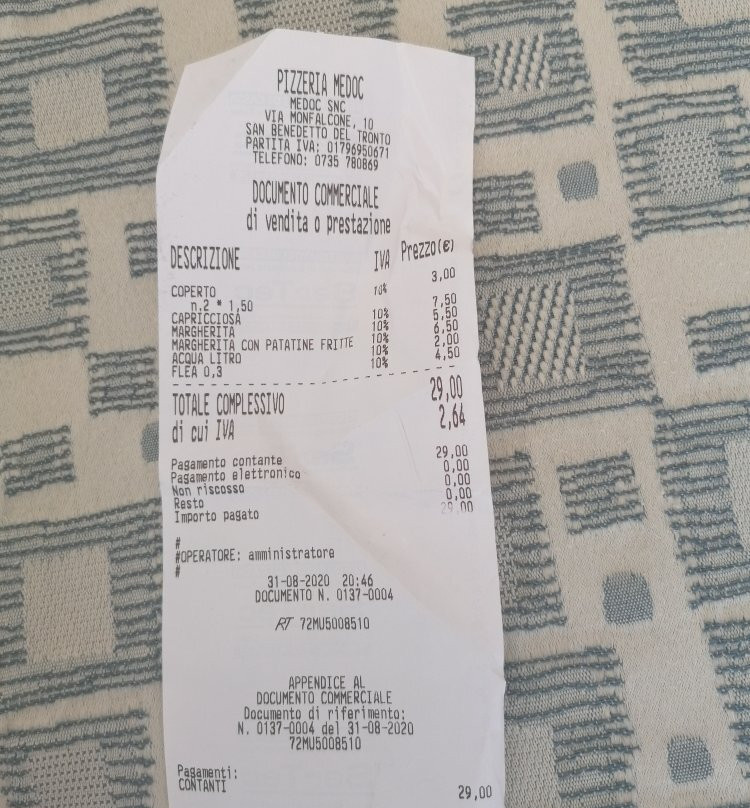 PIZZERIA MEDOC
MEDOC SNC
VIA MONFALCONE, 10
SAN BENEDETTO DEL TRONTO
PARTITA IVA: 01796950671
TELEFONO: 0735 780869
DOCUMENTO COMMERCIALE
di vendita o prestazione
DESCRIZIONE IVA Prezzo(€)
COPERTO 10% 3,00
n.2 * 1,50
CAPRICCIOSA 10% 7,50
MARGHERITA 10% 5,50
MARGHERITA CON PATATINE FRITTE 10% 6,50
ACQUA LITRO 10% 2,00
FLEA 0,3 10% 4,50
TOTALE COMPLESSIVO 29,00
di cui IVA 2,64
Pagamento contante 29,00
Pagamento elettronico 0,00
Non riscosso 0,00
Resto 0,00
Importo pagato 29,00
#
#OPERATORE: amministratore
#
31-08-2020 20:46
DOCUMENTO N. 0137-0004
RT 72MU5008510
APPENDICE AL
DOCUMENTO COMMERCIALE
Documento di riferimento:
N. 0137-0004 del 31-08-2020
72MU5008510
Pagamenti:
CONTANTI 29,00